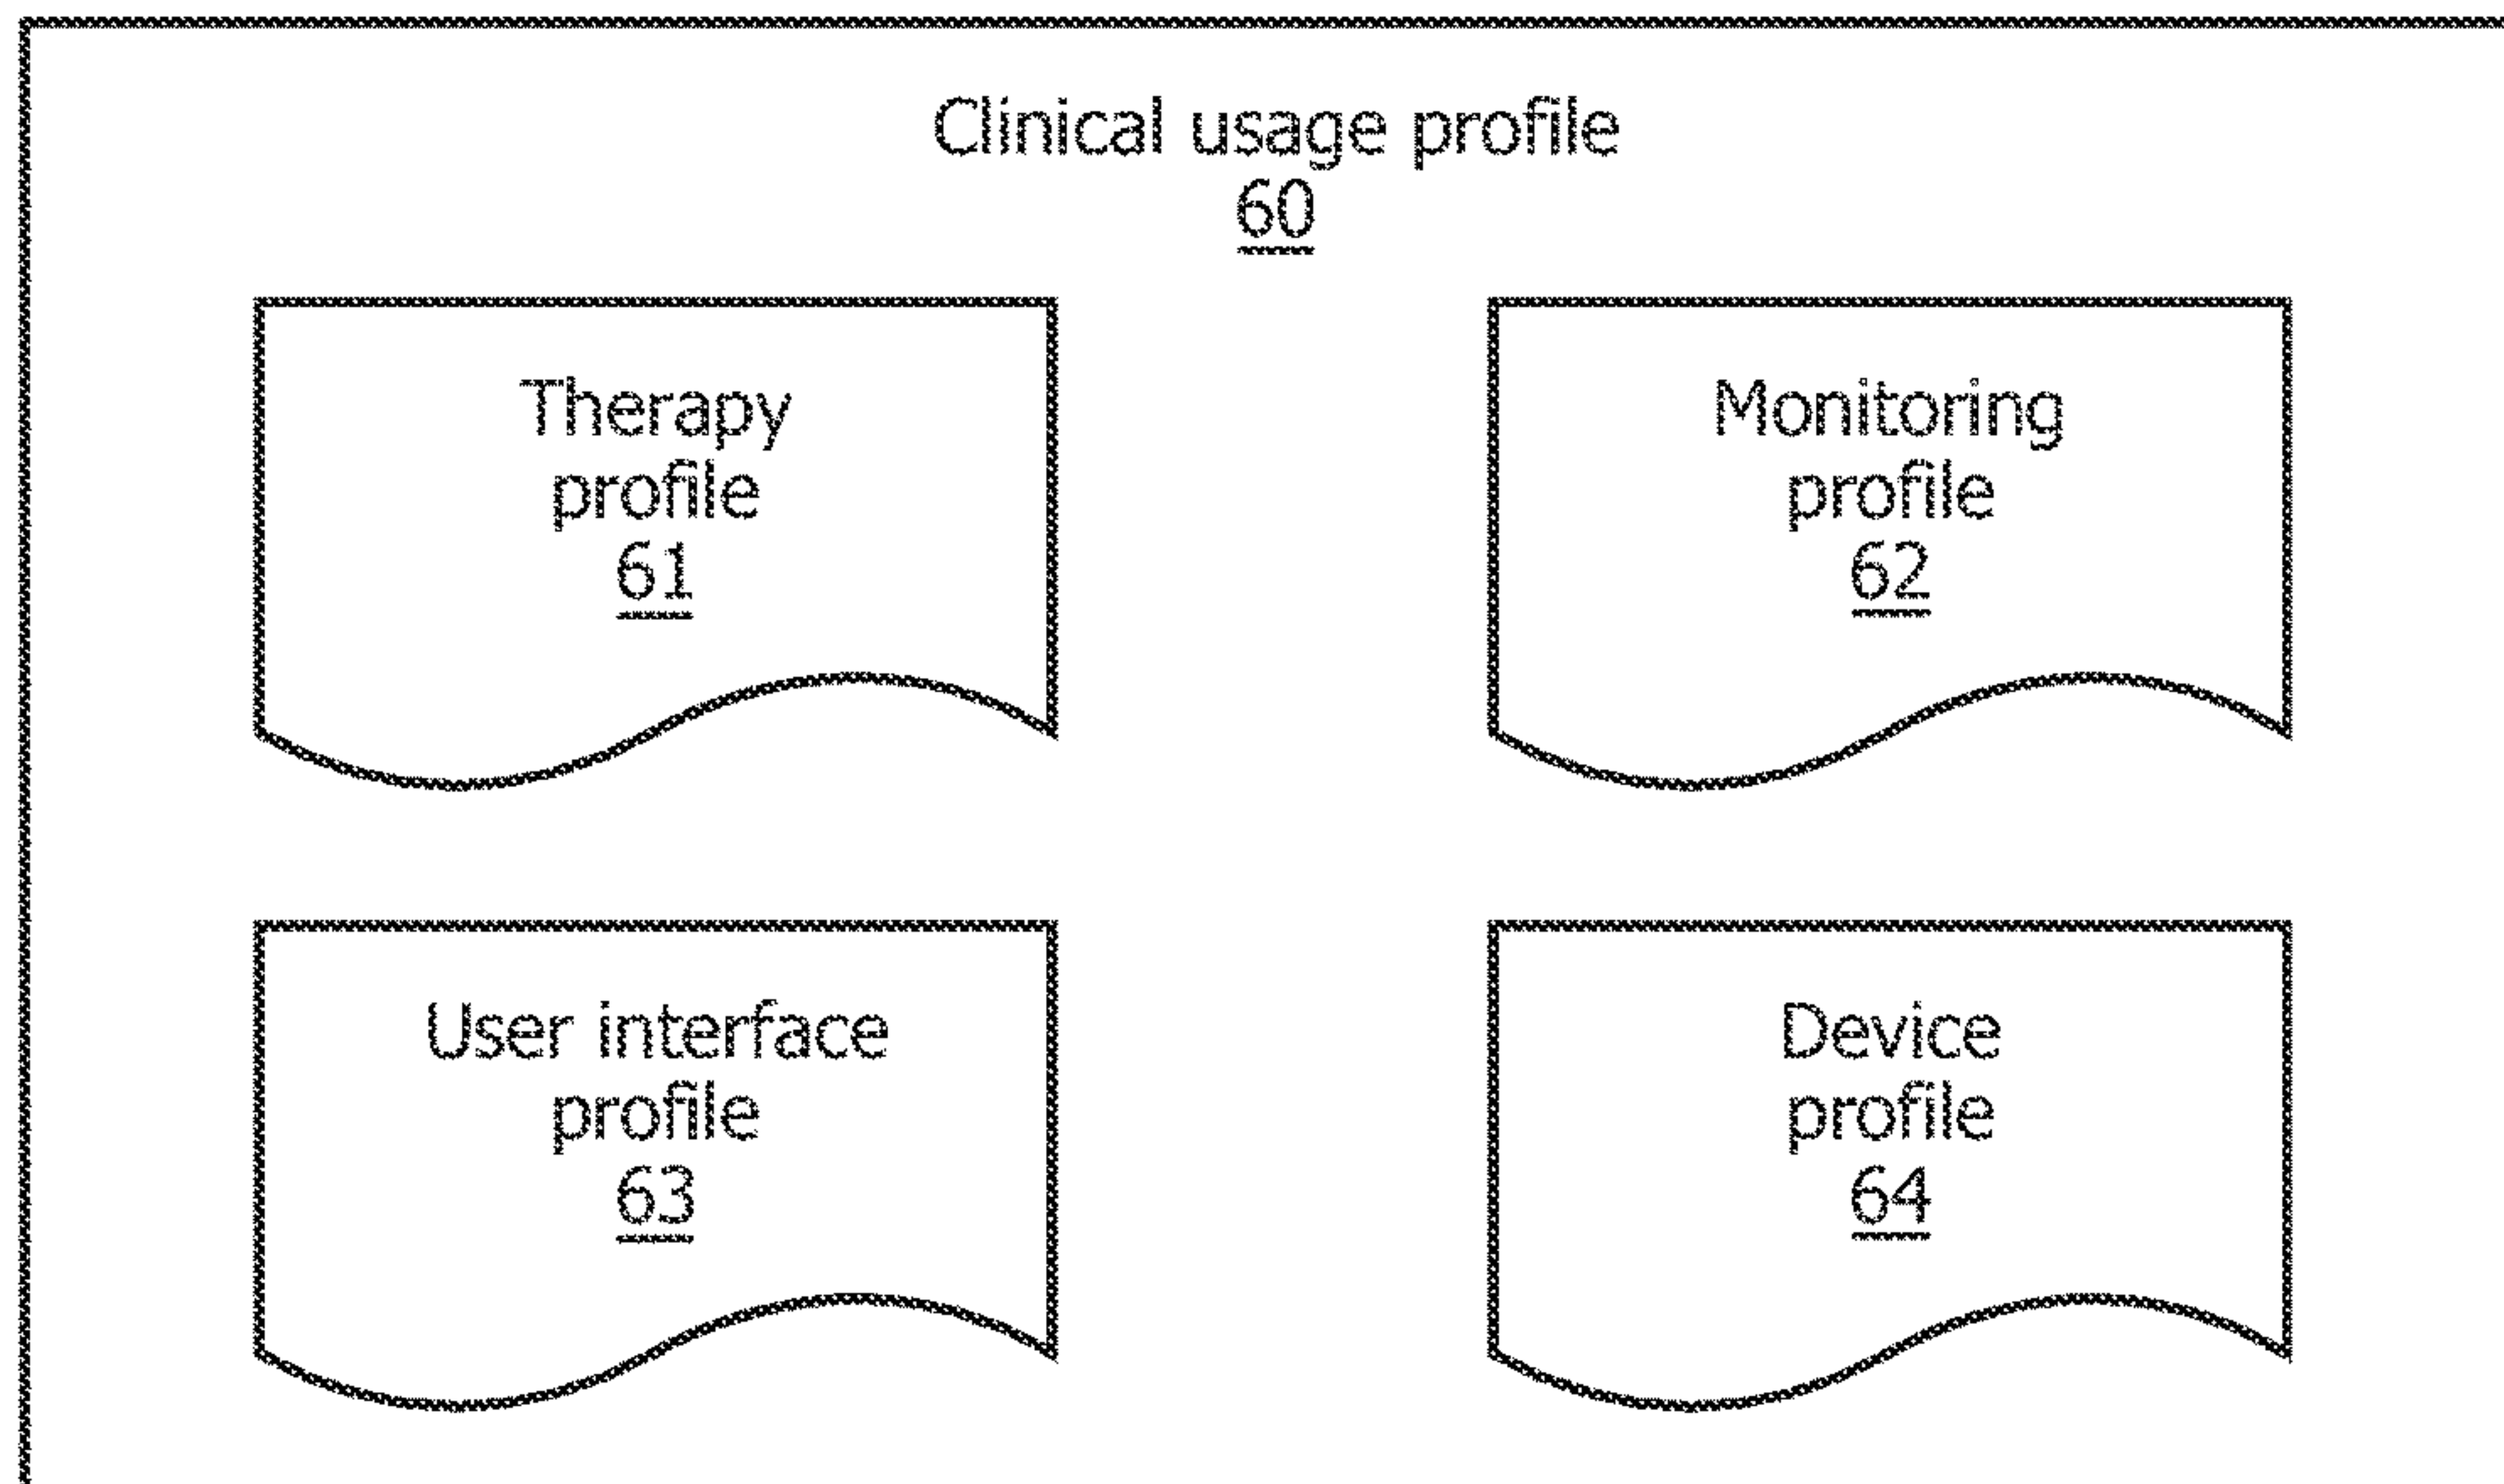 Clinical usage profile
60
Therapy
profile
61
Monitoring
profile
62
User interface
profile
63
Device
profile
64